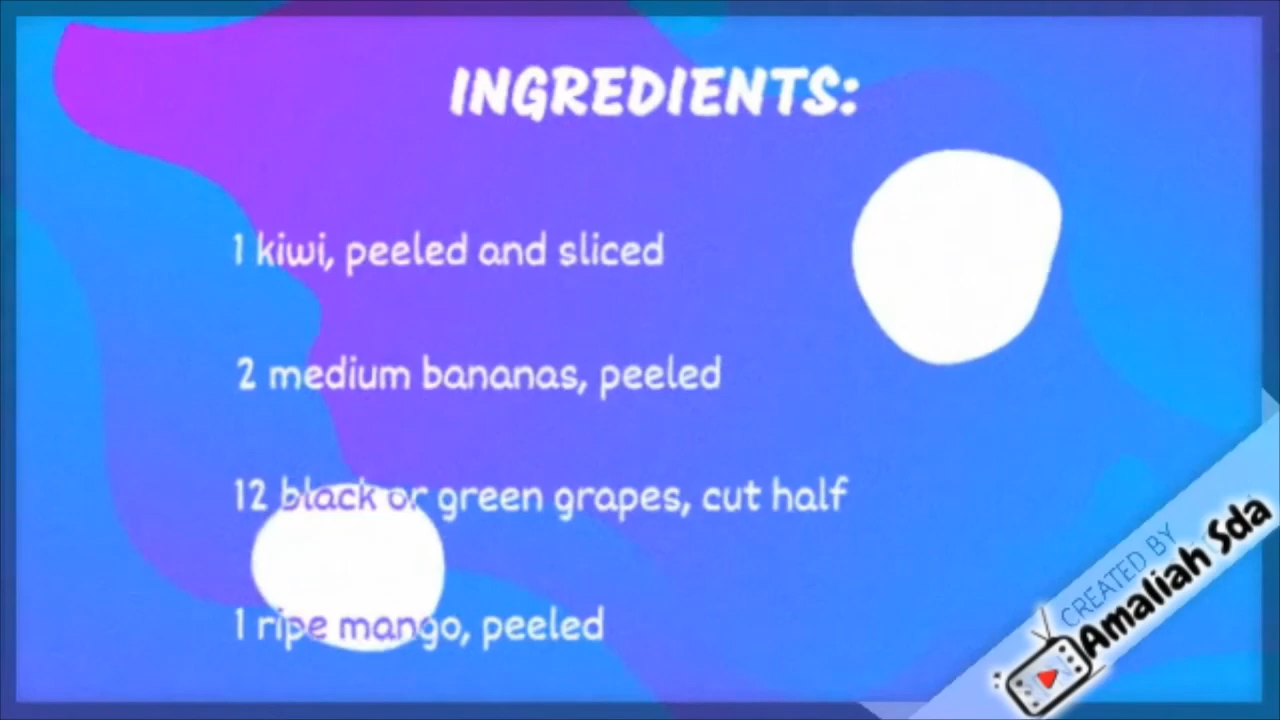 INGREDIENTS:
1 kiwi, peeled and sliced
2 medium bananas, peeled
12 black or green grapes, cut half
1 ripe mango, peeled
CREATED BY
Amaliah Sda